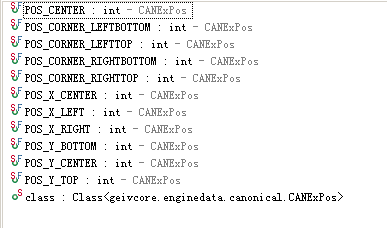 POS_CENTER : int - CANExPos
POS_CORNER_LEFTBOTTOM : int - CANExPos
POS_CORNER_LEFTTOP : int - CANExPos
POS_CORNER_RIGHTBOTTOM : int - CANExPos
POS_CORNER_RIGHTTOP : int - CANExPos
POS_X_CENTER : int - CANExPos
POS_X_LEFT : int - CANExPos
POS_X_RIGHT : int - CANExPos
POS_Y_BOTTOM : int - CANExPos
POS_Y_CENTER : int - CANExPos
POS_Y_TOP : int - CANExPos
class : Class<geivcore.enginedata.canonical.CANExPos>